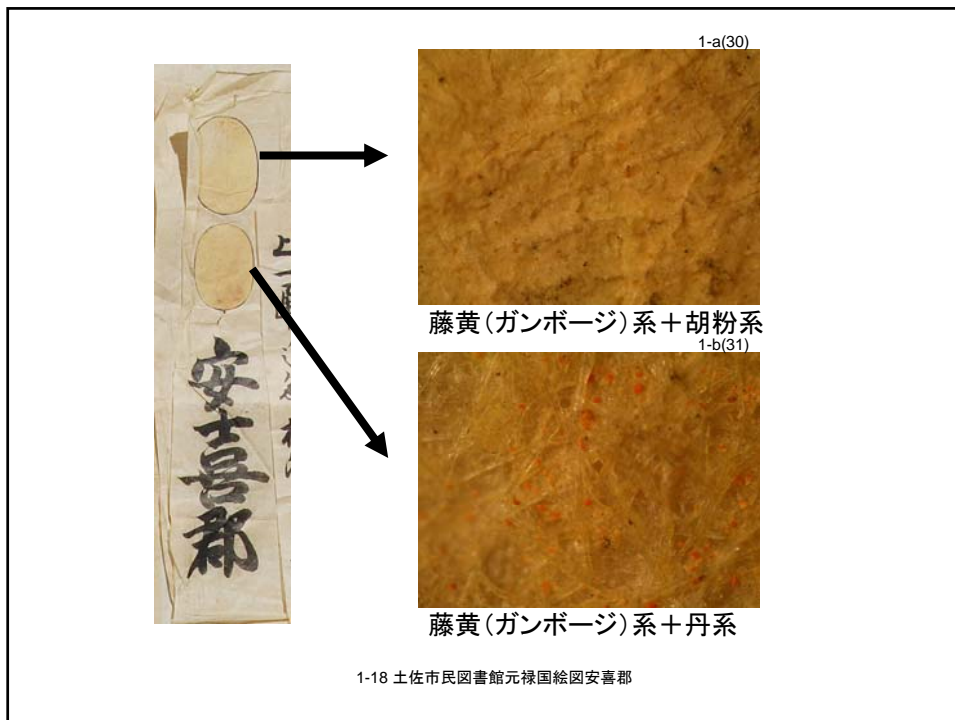 安喜郡
1-a(30)
藤黄(ガンボージ)系＋胡粉系
1-b(31)
藤黄(ガンボージ)系＋丹系
1-18 土佐市民図書館元禄国絵図安喜郡